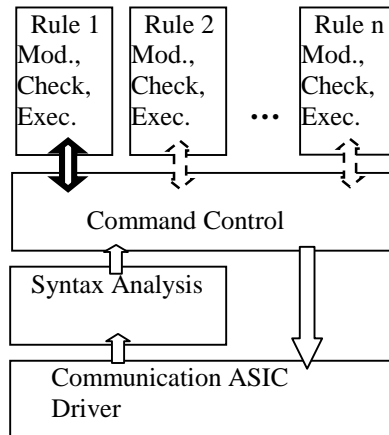 Rule 1
Mod.,
Check,
Exec.
Rule 2
Mod.,
Check,
Exec.
...
Rule n
Mod.,
Check,
Exec.
Command Control
Syntax Analysis
Communication ASIC
Driver